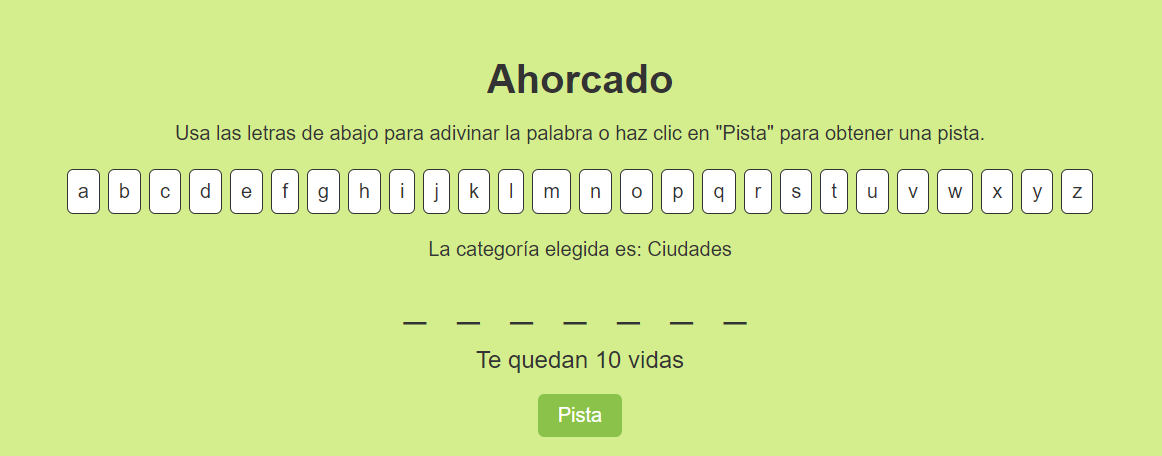 Ahorcado
Usa las letras de abajo para adivinar la palabra o haz clic en "Pista" para obtener una pista.
a b c d e f g h i j k l m n o p q r s t u v w x y z
La categoría elegida es: Ciudades
_ _ _ _ _ _ _
Te quedan 10 vidas
Pista